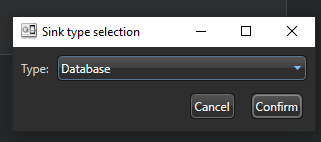 Sink type selection
Type: Database
Cancel Confirm